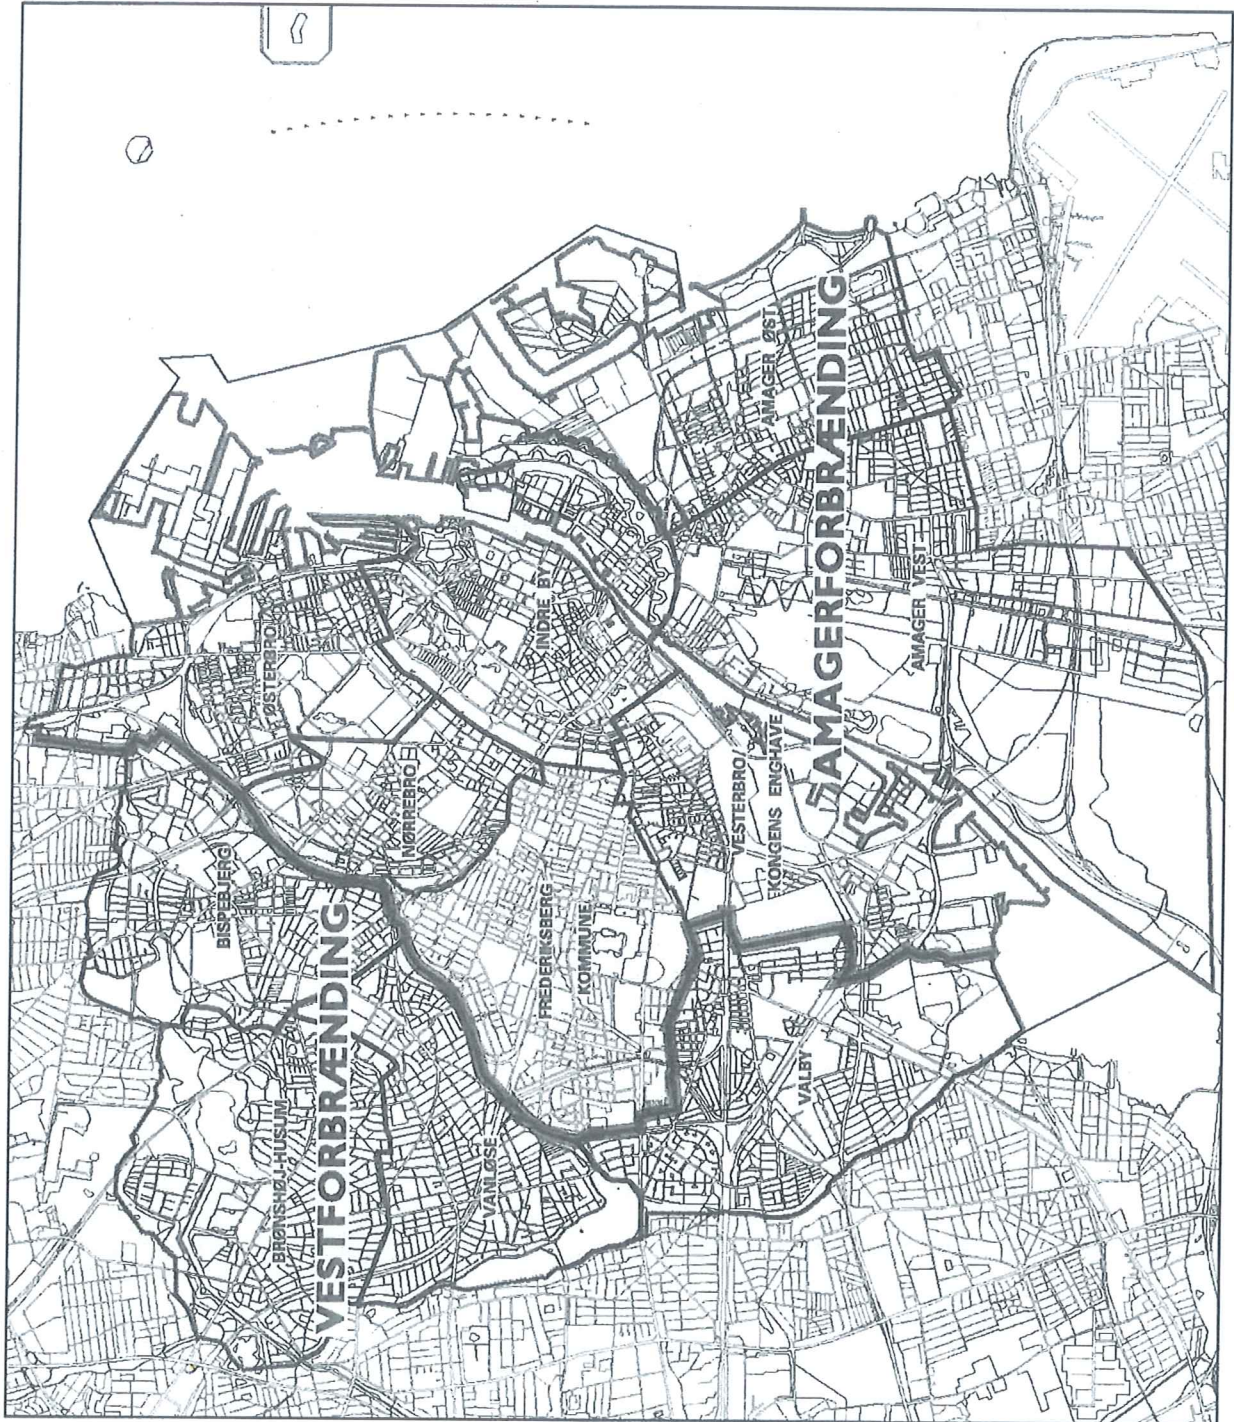 ØSTERBRO
BISPEBJERG
NØRREBRO
INDRE BY
BRØNSHØJ-HUSUM
VESTFORBRÆNDING
VANLØSE
FREDERIKSBERG
KOMMUNE
VESTERBRO/
KONGENS ENGHAVE
VALBY
AMAGER ØST
AMAGERFORBRÆNDING
AMAGER VEST